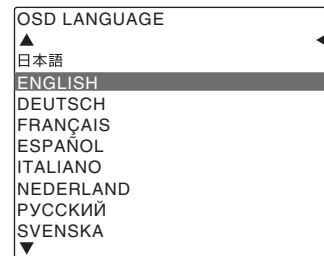 OSD LANGUAGE
日本語
ENGLISH
DEUTSCH
FRANÇAIS
ESPAÑOL
ITALIANO
NEDERLAND
РУССКИЙ
SVENSKA